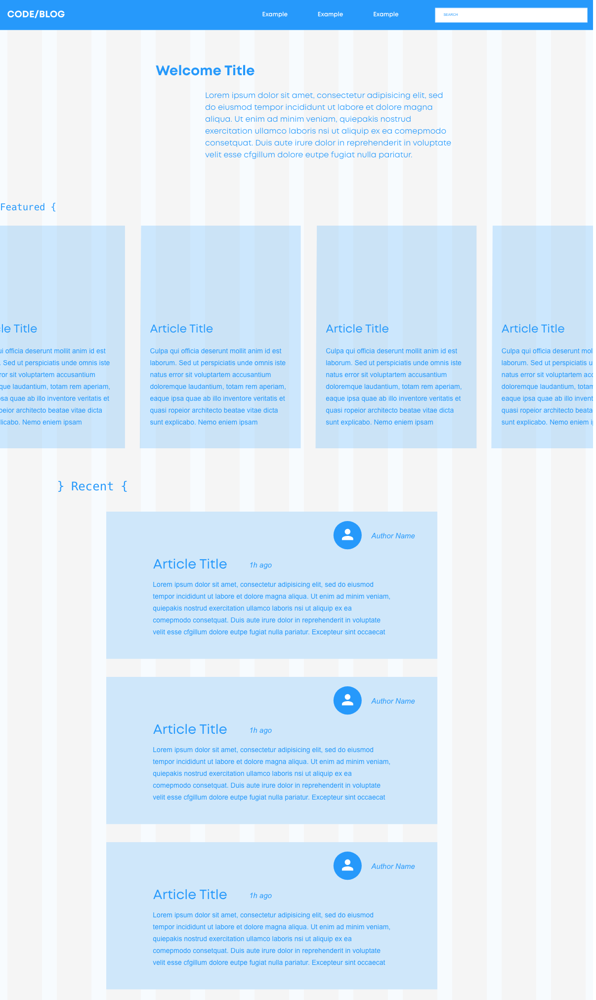 CODE/BLOG
Example Example Example SEARCH
Welcome Title
Lorem ipsum dolor sit amet, consectetur adipisicing elit, sed
do eiusmod tempor incididunt ut labore et dolore magna
aliqua. Ut enim ad minim veniam, quiepakis nostrud
exercitation ullamco laboris nsi ut aliquip ex ea comepmodo
consetquat. Duis aute irure dolor in reprehenderit in voluptate
velit esse cfgillum dolore eutpe fugiat nulla pariatur.
Featured {
le Title
ui officia deserunt mollit anim id est
. Sed ut perspiciatis unde omnis iste
ror sit voluptartem accusantium
que laudantium, totam rem aperiam,
psa quae ab illo inventore veritatis et
opeior architecto beatae vitae dicta
licabo. Nemo eniem ipsam
Article Title
Culpa qui officia deserunt mollit anim id est
laborum. Sed ut perspiciatis unde omnis iste
natus error sit voluptartem accusantium
doloremque laudantium, totam rem aperiam,
eaque ipsa quae ab illo inventore veritatis et
quasi ropeior architecto beatae vitae dicta
sunt explicabo. Nemo eniem ipsam
Article Title
Culpa qui officia deserunt mollit anim id est
laborum. Sed ut perspiciatis unde omnis iste
natus error sit voluptartem accusantium
doloremque laudantium, totam rem aperiam,
eaque ipsa quae ab illo inventore veritatis et
quasi ropeior architecto beatae vitae dicta
sunt explicabo. Nemo eniem ipsam
Article Title
Culpa qui officia deserunt mol
laborum. Sed ut perspiciatis u
natus error sit voluptartem acc
doloremque laudantium, totam
eaque ipsa quae ab illo invent
quasi ropeior architecto beata
sunt explicabo. Nemo eniem i
} Recent {
Author Name
Article Title 1h ago
Lorem ipsum dolor sit amet, consectetur adipisicing elit, sed do eiusmod
tempor incididunt ut labore et dolore magna aliqua. Ut enim ad minim veniam,
quiepakis nostrud exercitation ullamco laboris nsi ut aliquip ex ea
comepmodo consetquat. Duis aute irure dolor in reprehenderit in voluptate
velit esse cfgillum dolore eutpe fugiat nulla pariatur. Excepteur sint occaecat
Author Name
Article Title 1h ago
Lorem ipsum dolor sit amet, consectetur adipisicing elit, sed do eiusmod
tempor incididunt ut labore et dolore magna aliqua. Ut enim ad minim veniam,
quiepakis nostrud exercitation ullamco laboris nsi ut aliquip ex ea
comepmodo consetquat. Duis aute irure dolor in reprehenderit in voluptate
velit esse cfgillum dolore eutpe fugiat nulla pariatur. Excepteur sint occaecat
Author Name
Article Title 1h ago
Lorem ipsum dolor sit amet, consectetur adipisicing elit, sed do eiusmod
tempor incididunt ut labore et dolore magna aliqua. Ut enim ad minim veniam,
quiepakis nostrud exercitation ullamco laboris nsi ut aliquip ex ea
comepmodo consetquat. Duis aute irure dolor in reprehenderit in voluptate
velit esse cfgillum dolore eutpe fugiat nulla pariatur. Excepteur sint occaecat